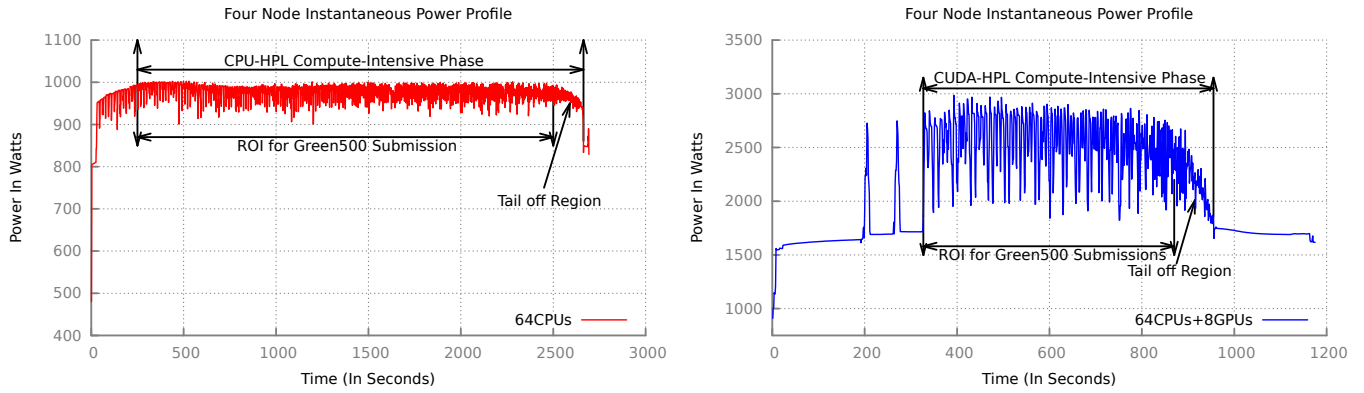 Four Node Instantaneous Power Profile
1100
1000
900
800
700
600
500
400
Power In Watts
CPU-HPL Compute-Intensive Phase
ROI for Green500 Submission
Tail off Region
64CPUs
0 500 1000 1500 2000 2500 3000
Time (In Seconds)
Four Node Instantaneous Power Profile
3500
3000
2500
2000
1500
1000
Power In Watts
CUDA-HPL Compute-Intensive Phase
ROI for Green500 Submissions
Tail off Region
64CPUs+8GPUs
0 200 400 600 800 1000 1200
Time (In Seconds)